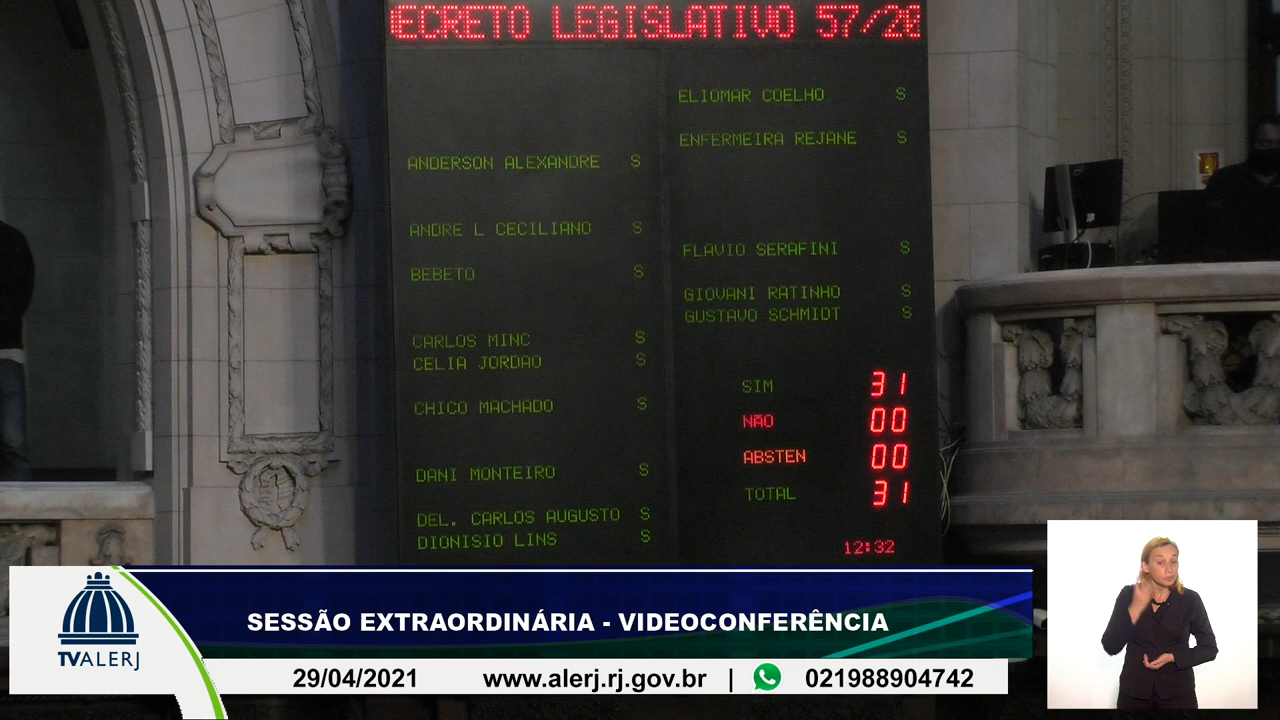 DECRETO LEGISLATIVO 57/20
ANDERSON ALEXANDRE S
ANDRE L CECILIANO S
BEBETO S
CARLOS MINC S
CELIA JORDAO S
CHICO MACHADO S
DANI MONTEIRO S
DEL. CARLOS AUGUSTO S
DIONISIO LINS S
ELIOMAR COELHO S
ENFERMEIRA REJANE S
FLAVIO SERAFINI S
GIOVANI RATINHO S
GUSTAVO SCHMIDT S
SIM 31
NÃO 00
ABSTEN 00
TOTAL 31
12:32
TVALERJ
SESSÃO EXTRAORDINÁRIA - VIDEOCONFERÊNCIA
29/04/2021 www.alerj.rj.gov.br | 021988904742